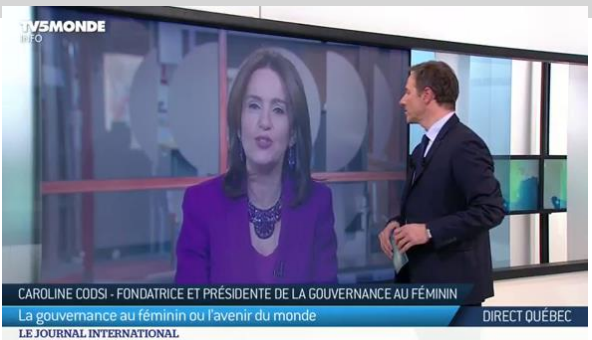 TV5MONDE
INFO
CAROLINE CODSI - FONDATRICE ET PRÉSIDENTE DE LA GOUVERNANCE AU FÉMININ
La gouvernance au féminin ou l'avenir du monde
DIRECT QUÉBEC
LE JOURNAL INTERNATIONAL